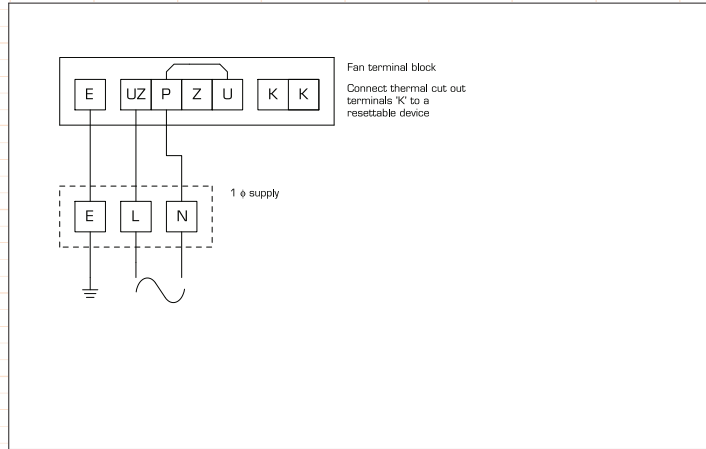 Fan terminal block
E UZ P Z U K K
Connect thermal cut out
terminals 'K' to a
resettable device
1 ϕ supply
E L N